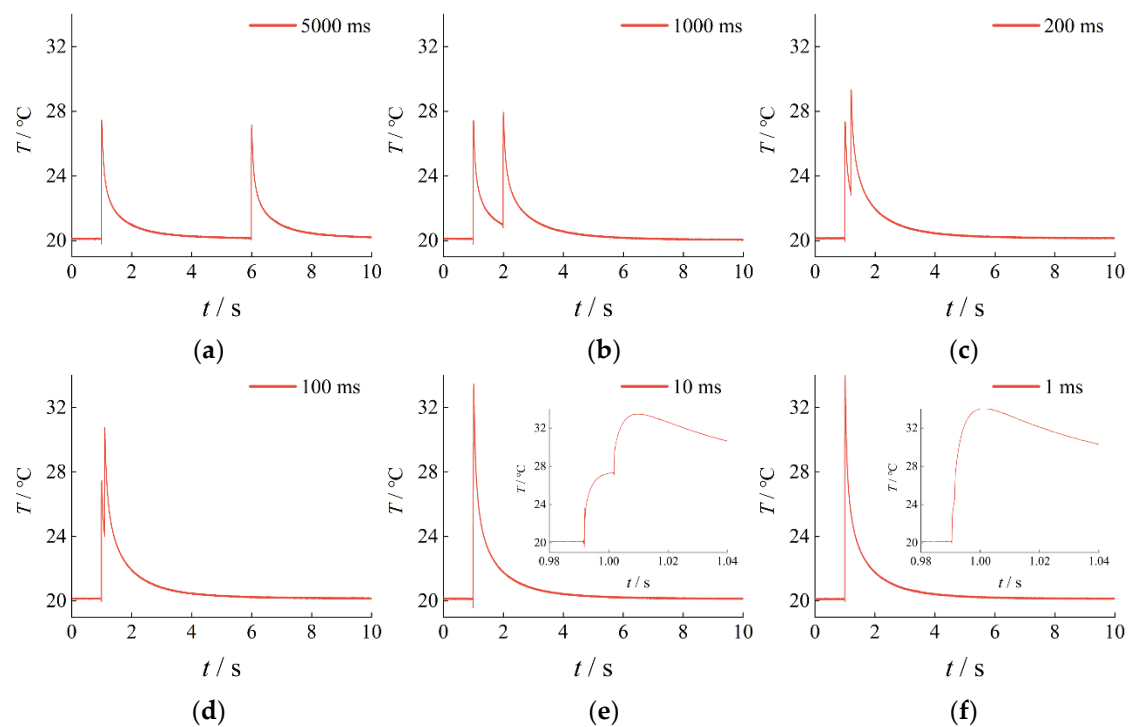 5000 ms
32
28
24
20
T / °C
0 2 4 6 8 10
t / s
(a)
1000 ms
32
28
24
20
T / °C
0 2 4 6 8 10
t / s
(b)
200 ms
32
28
24
20
T / °C
0 2 4 6 8 10
t / s
(c)
100 ms
32
28
24
20
T / °C
0 2 4 6 8 10
t / s
(d)
10 ms
32
28
24
20
T / °C
0 2 4 6 8 10
t / s
32
28
24
20
T / °C
0.98 1.00 1.02 1.04
t / s
(e)
1 ms
32
28
24
20
T / °C
0 2 4 6 8 10
t / s
32
28
24
20
T / °C
0.98 1.00 1.02 1.04
t / s
(f)